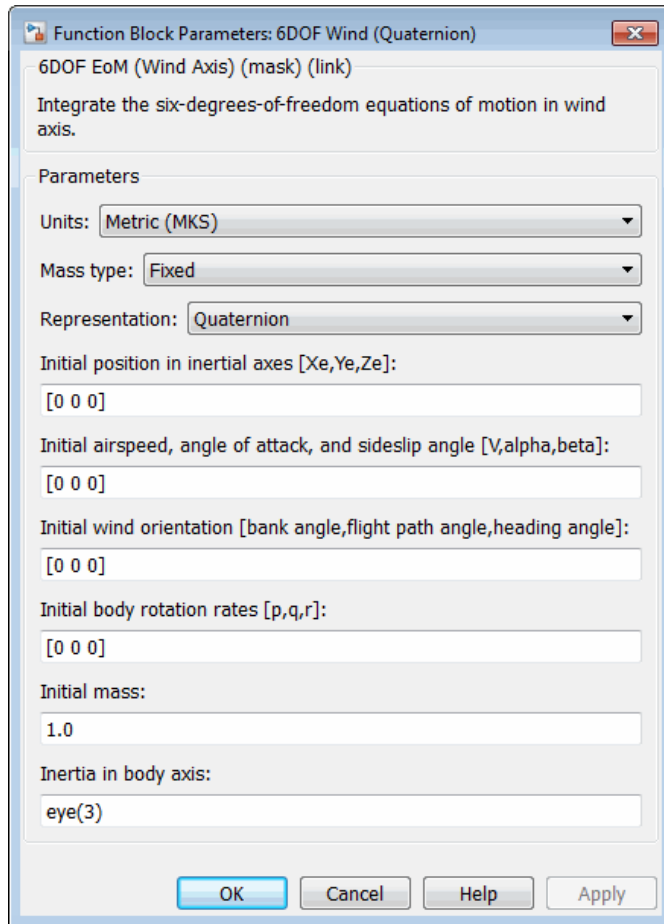 Function Block Parameters: 6DOF Wind (Quaternion)
6DOF EoM (Wind Axis) (mask) (link)
Integrate the six-degrees-of-freedom equations of motion in wind
axis.
Parameters
Units: Metric (MKS)
Mass type: Fixed
Representation: Quaternion
Initial position in inertial axes [Xe,Ye,Ze]:
[0 0 0]
Initial airspeed, angle of attack, and sideslip angle [V,alpha,beta]:
[0 0 0]
Initial wind orientation [bank angle,flight path angle,heading angle]:
[0 0 0]
Initial body rotation rates [p,q,r]:
[0 0 0]
Initial mass:
1.0
Inertia in body axis:
eye(3)
OK Cancel Help Apply